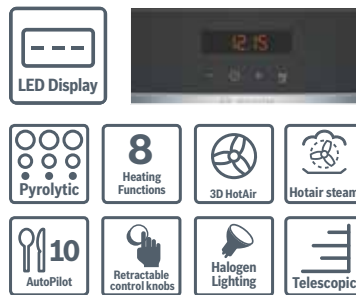 12:15
LED Display
Pyrolytic
8
Heating
Functions
3D HotAir
Hotair steam
10
AutoPilot
Retractable
control knobs
Halogen
Lighting
Telescopic